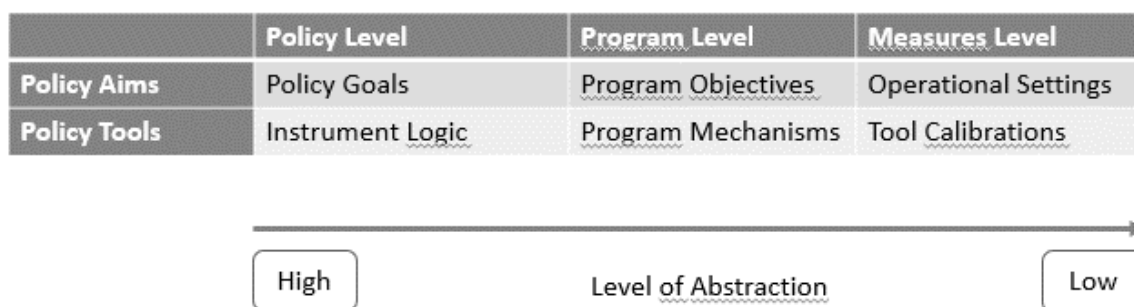 Policy Level Program Level Measures Level
Policy Aims Policy Goals Program Objectives Operational Settings
Policy Tools Instrument Logic Program Mechanisms Tool Calibrations
High Level of Abstraction Low